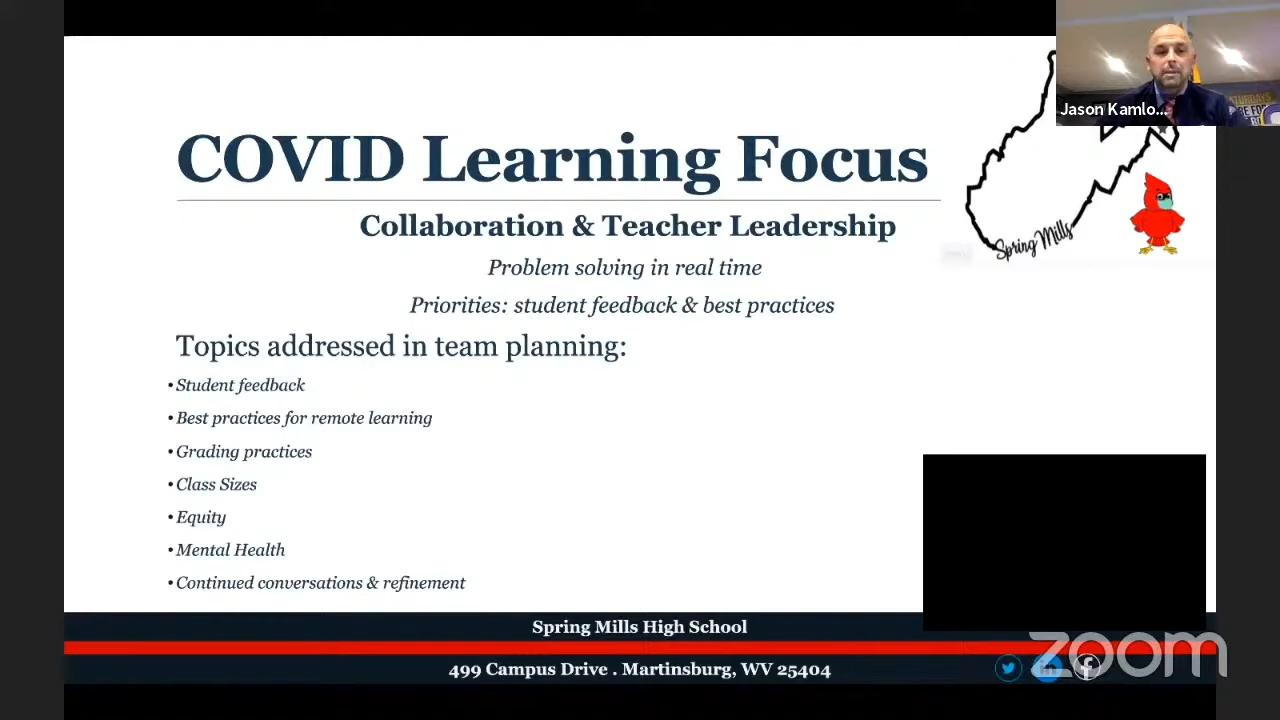 COVID Learning Focus
Collaboration & Teacher Leadership
Problem solving in real time
Priorities: student feedback & best practices
Topics addressed in team planning:
• Student feedback
• Best practices for remote learning
• Grading practices
• Class Sizes
• Equity
• Mental Health
• Continued conversations & refinement
Spring Mills
Jason Kamlo...
Spring Mills High School
499 Campus Drive . Martinsburg, WV 25404
zoom